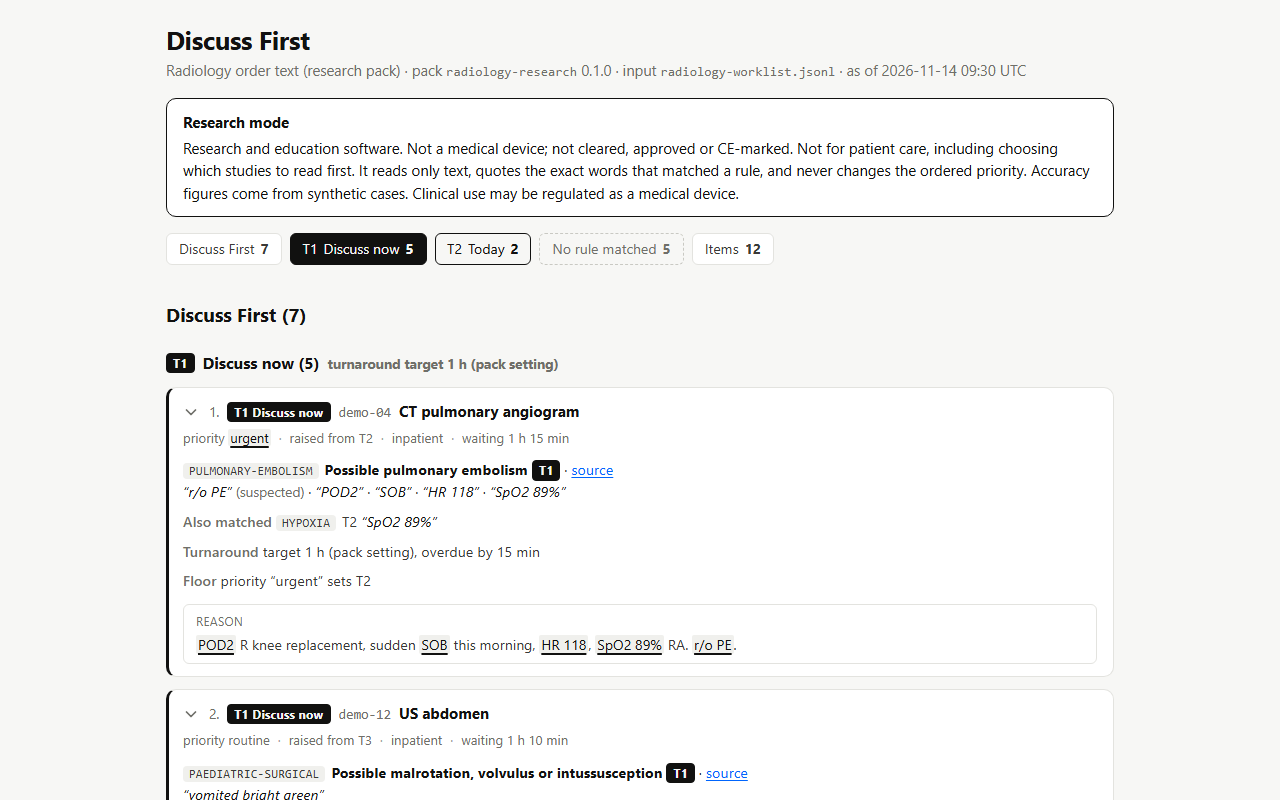 Discuss First
Radiology order text (research pack) · pack radiology-research 0.1.0 · input radiology-worklist.jsonl · as of 2026-11-14 09:30 UTC
Research mode
Research and education software. Not a medical device; not cleared, approved or CE-marked. Not for patient care, including choosing
which studies to read first. It reads only text, quotes the exact words that matched a rule, and never changes the ordered priority. Accuracy
figures come from synthetic cases. Clinical use may be regulated as a medical device.
Discuss First 7 T1 Discuss now 5 T2 Today 2 No rule matched 5 Items 12
Discuss First (7)
T1 Discuss now (5) turnaround target 1 h (pack setting)
1. T1 Discuss now demo-04 CT pulmonary angiogram
priority urgent · raised from T2 · inpatient · waiting 1 h 15 min
PULMONARY-EMBOLISM Possible pulmonary embolism T1 · source
“r/o PE” (suspected) · “POD2” · “SOB” · “HR 118” · “SpO2 89%”
Also matched HYPOXIA T2 “SpO2 89%”
Turnaround target 1 h (pack setting), overdue by 15 min
Floor priority “urgent” sets T2
REASON
POD2 R knee replacement, sudden SOB this morning, HR 118, SpO2 89% RA. r/o PE.
2. T1 Discuss now demo-12 US abdomen
priority routine · raised from T3 · inpatient · waiting 1 h 10 min
PAEDIATRIC-SURGICAL Possible malrotation, volvulus or intussusception T1 · source
“vomited bright green”